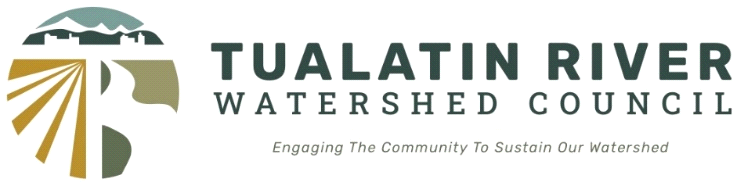 TUALATIN RIVER
WATERSHED COUNCIL
Engaging The Community To Sustain Our Watershed